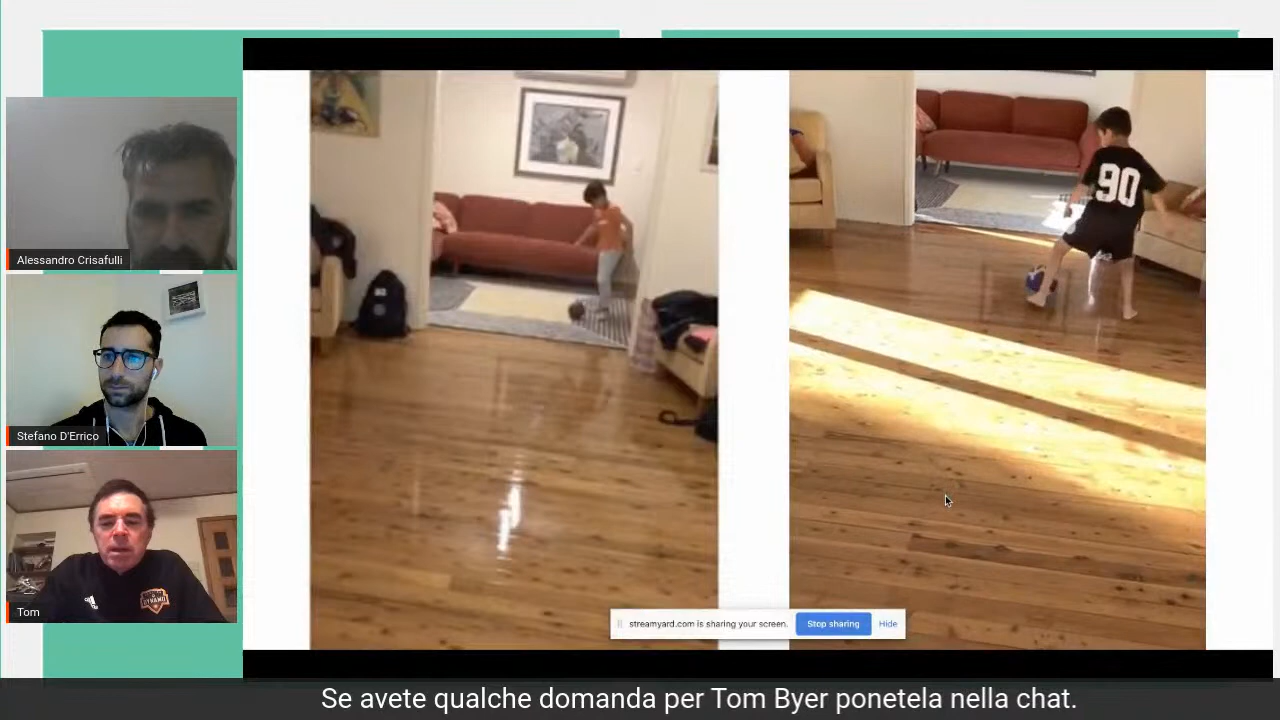 Alessandro Crisafulli
Stefano D'Errico
Tom
DYNAMO
90
streamyard.com is sharing your screen.
Stop sharing
Hide
Se avete qualche domanda per Tom Byer ponetela nella chat.